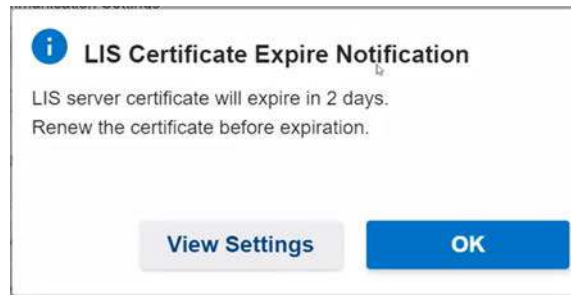 LIS Certificate Expire Notification
LIS server certificate will expire in 2 days.
Renew the certificate before expiration.
View Settings
OK